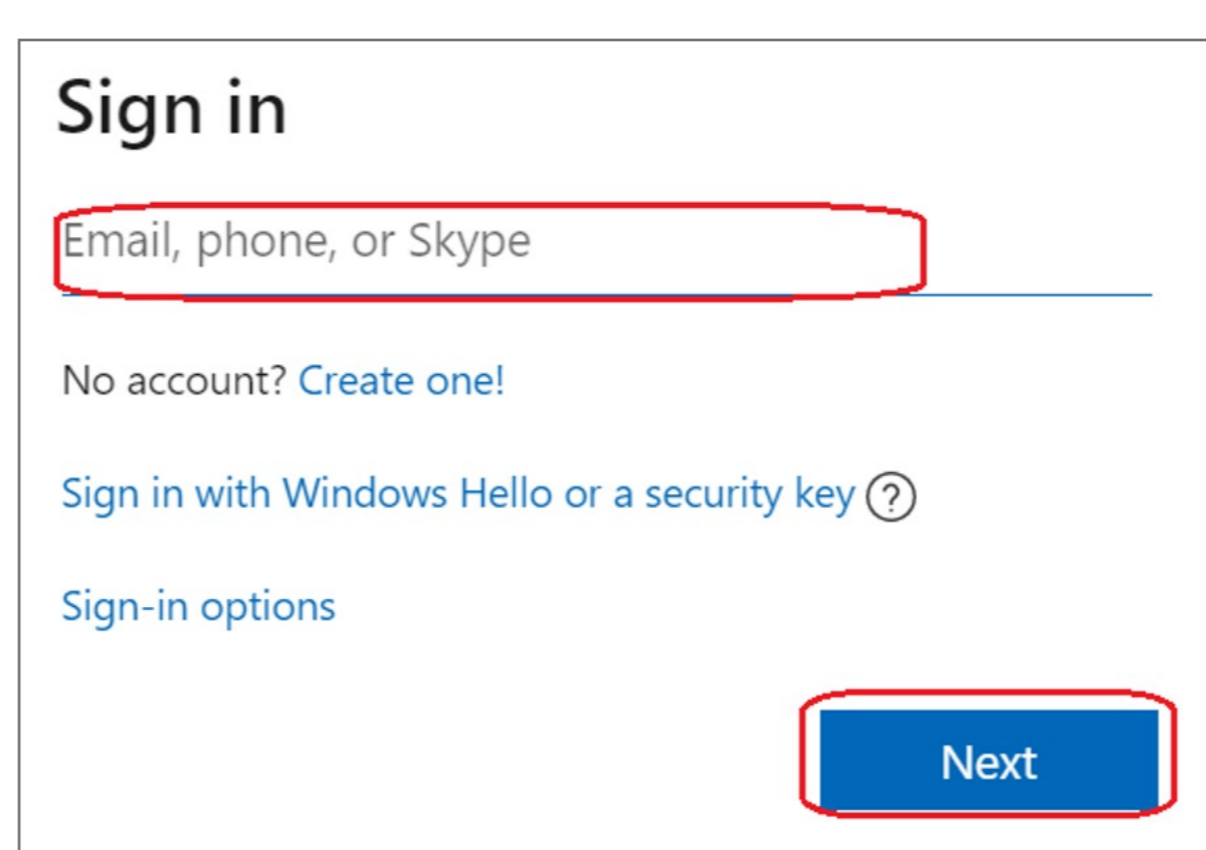 Sign in
Email, phone, or Skype
No account? Create one!
Sign in with Windows Hello or a security key ?
Sign-in options
Next